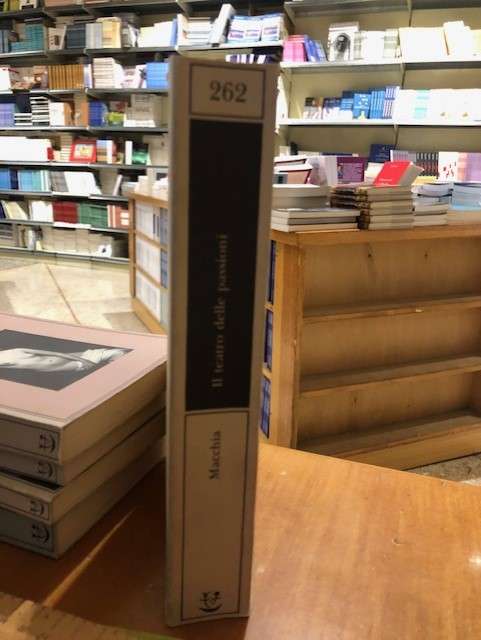 262
Il teatro delle passioni
Macchia